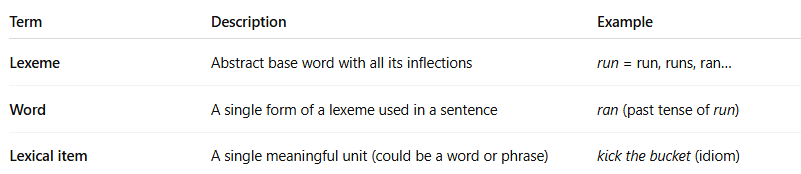 Term Description Example
Lexeme Abstract base word with all its inflections run = run, runs, ran...
Word A single form of a lexeme used in a sentence ran (past tense of run)
Lexical item A single meaningful unit (could be a word or phrase) kick the bucket (idiom)